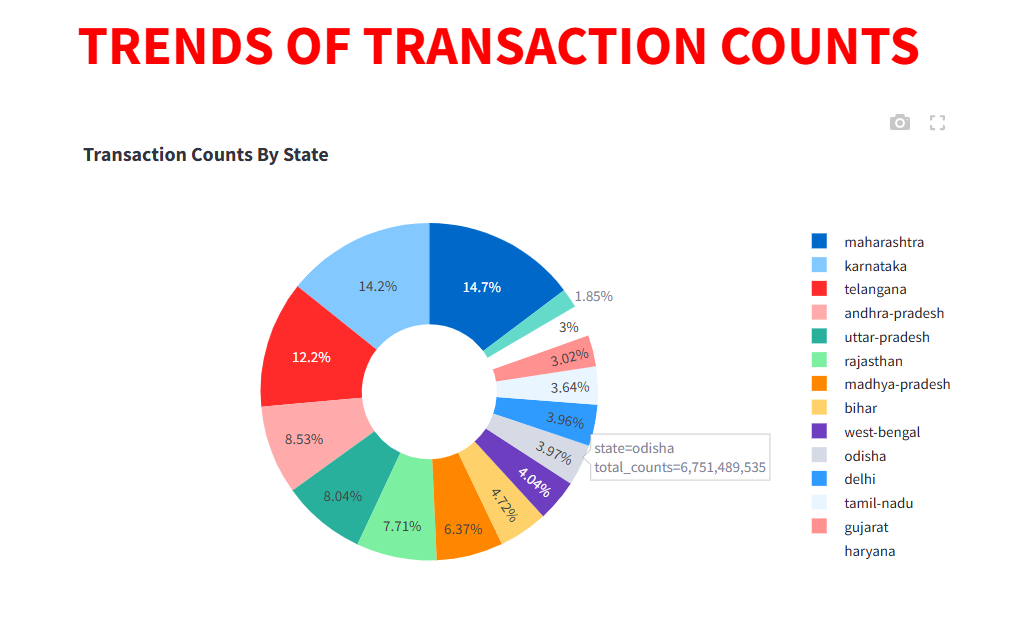 TRENDS OF TRANSACTION COUNTS
Transaction Counts By State
14.7%
14.2%
12.2%
8.53%
8.04%
7.71%
6.37%
4.72%
4.04%
3.97%
3.96%
3.64%
3.02%
3%
1.85%
state=odisha
total_counts=6,751,489,535
maharashtra
karnataka
telangana
andhra-pradesh
uttar-pradesh
rajasthan
madhya-pradesh
bihar
west-bengal
odisha
delhi
tamil-nadu
gujarat
haryana